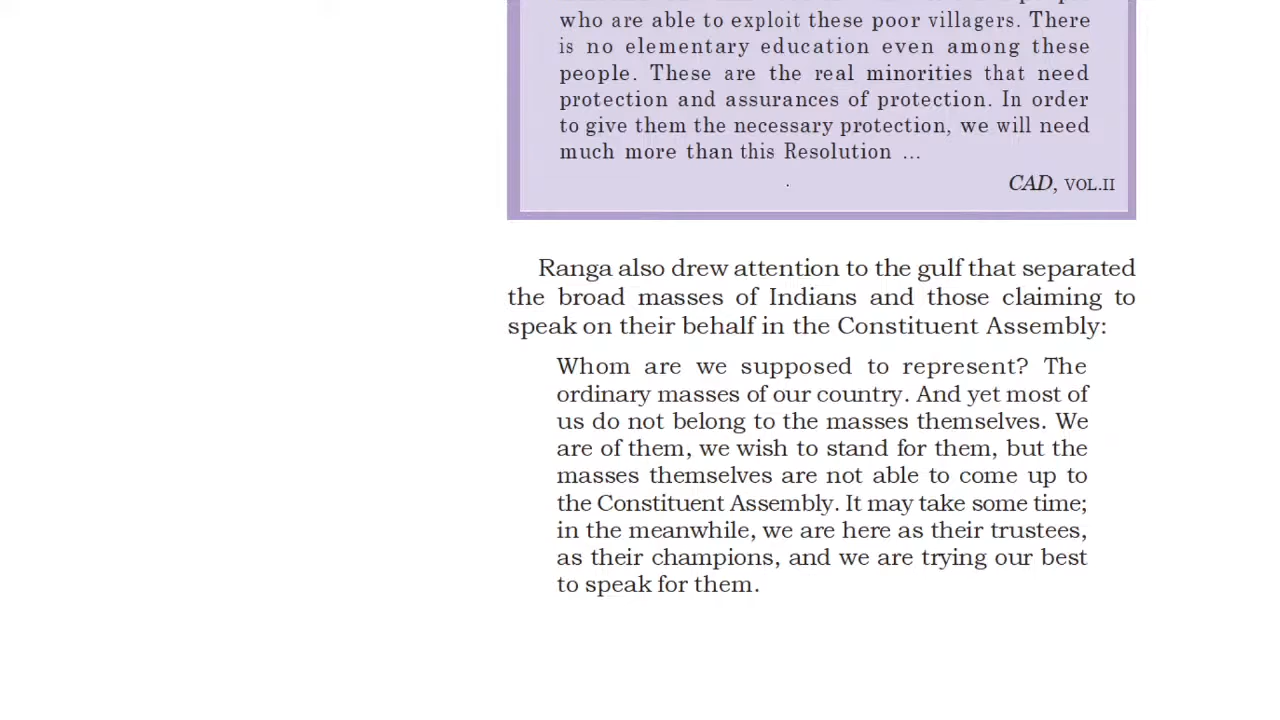 who are able to exploit these poor villagers. There
is no elementary education even among these
people. These are the real minorities that need
protection and assurances of protection. In order
to give them the necessary protection, we will need
much more than this Resolution ...
CAD, VOL.II
Ranga also drew attention to the gulf that separated
the broad masses of Indians and those claiming to
speak on their behalf in the Constituent Assembly:
Whom are we supposed to represent? The
ordinary masses of our country. And yet most of
us do not belong to the masses themselves. We
are of them, we wish to stand for them, but the
masses themselves are not able to come up to
the Constituent Assembly. It may take some time;
in the meanwhile, we are here as their trustees,
as their champions, and we are trying our best
to speak for them.